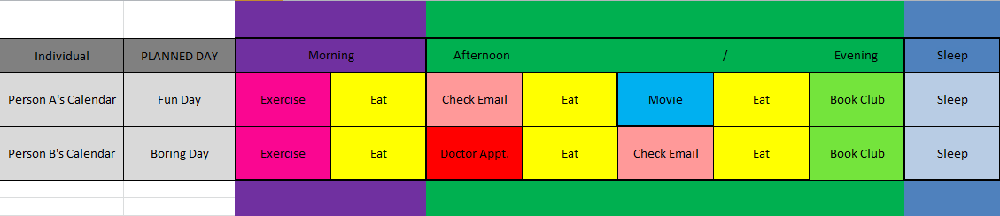 Individual PLANNED DAY Morning Afternoon / Evening Sleep
Person A's Calendar Fun Day Exercise Eat Check Email Eat Movie Eat Book Club Sleep
Person B's Calendar Boring Day Exercise Eat Doctor Appt. Eat Check Email Eat Book Club Sleep